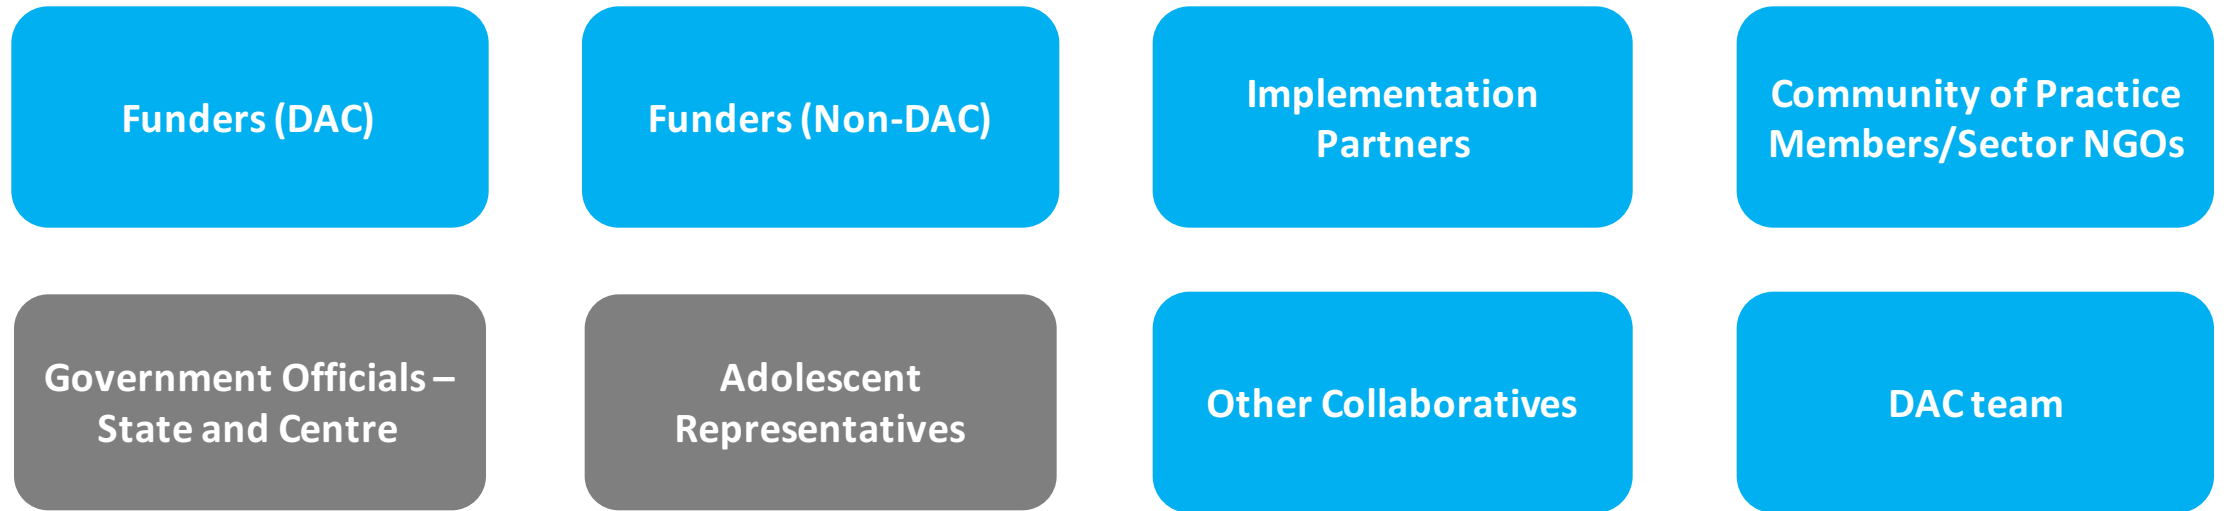 Funders (DAC)
Funders (Non-DAC)
Implementation
Partners
Community of Practice
Members/Sector NGOs
Government Officials –
State and Centre
Adolescent
Representatives
Other Collaboratives
DAC team